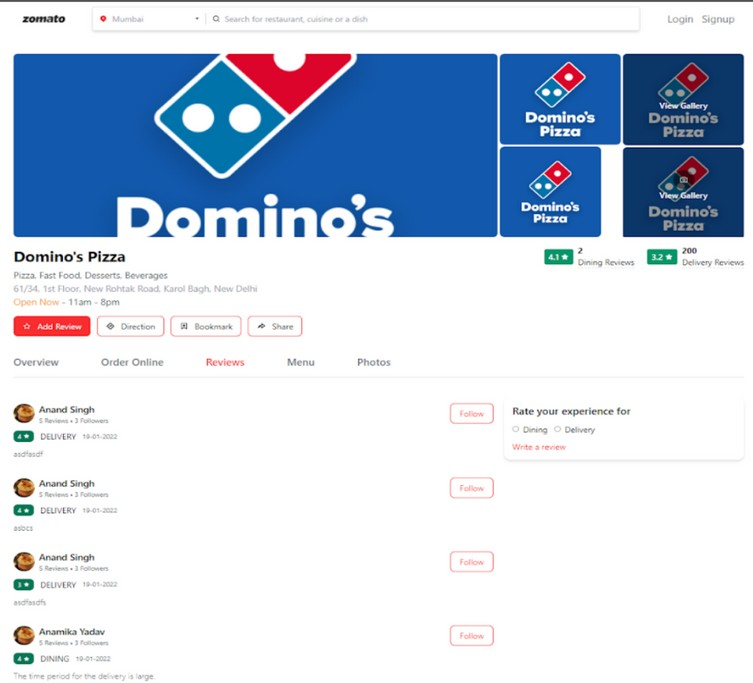 zomato
Mumbai
Search for restaurant, cuisine or a dish
Login Signup
Domino's
Domino's
Pizza
View Gallery
Domino's
Pizza
Domino's
Pizza
View Gallery
Domino's
Pizza
Domino's Pizza
Pizza, Fast Food, Desserts, Beverages
61/34, 1st Floor, New Rohtak Road, Karol Bagh, New Delhi
Open Now - 11am - 8pm
4.1 ★ 2 Dining Reviews
3.2 ★ 200 Delivery Reviews
Add Review Direction Bookmark Share
Overview Order Online Reviews Menu Photos
Anand Singh
5 Reviews • 3 Followers
Follow
4 ★ DELIVERY 19-01-2022
asdfasdf
Anand Singh
5 Reviews • 3 Followers
Follow
4 ★ DELIVERY 19-01-2022
asbcs
Anand Singh
5 Reviews • 3 Followers
Follow
3 ★ DELIVERY 19-01-2022
asdfasdfs
Anamika Yadav
5 Reviews • 3 Followers
Follow
4 ★ DINING 19-01-2022
The time period for the delivery is large.
Rate your experience for
Dining Delivery
Write a review